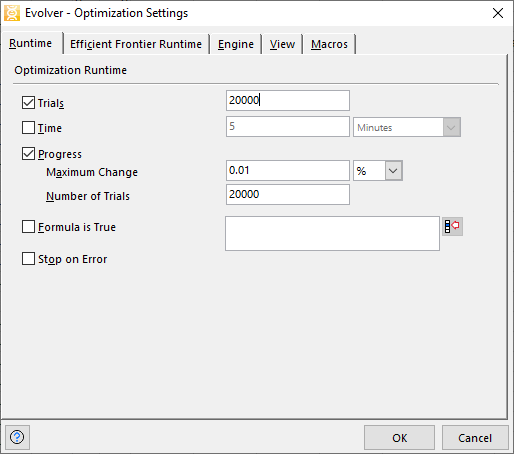 Evolver - Optimization Settings
Runtime Efficient Frontier Runtime Engine View Macros
Optimization Runtime
Trials 20000
Time 5 Minutes
Progress
Maximum Change 0.01 %
Number of Trials 20000
Formula is True
Stop on Error
? OK Cancel